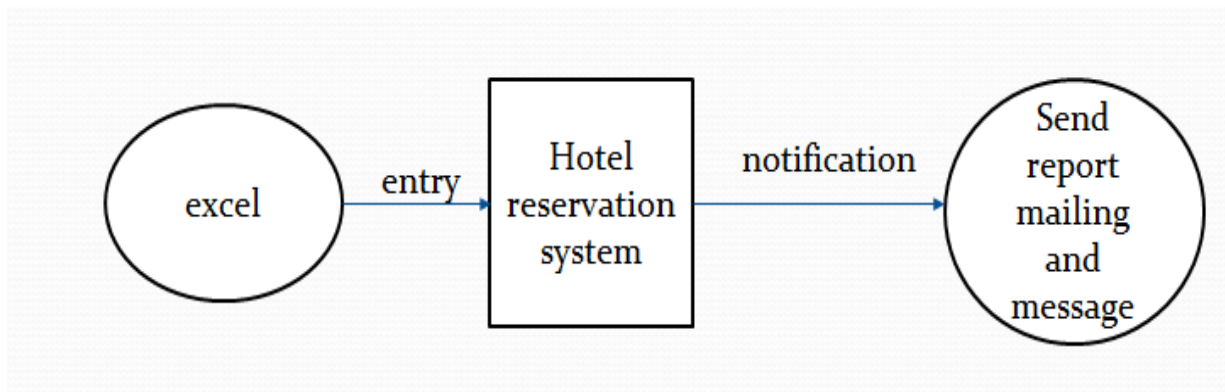 excel
entry
Hotel
reservation
system
notification
Send
report
mailing
and
message